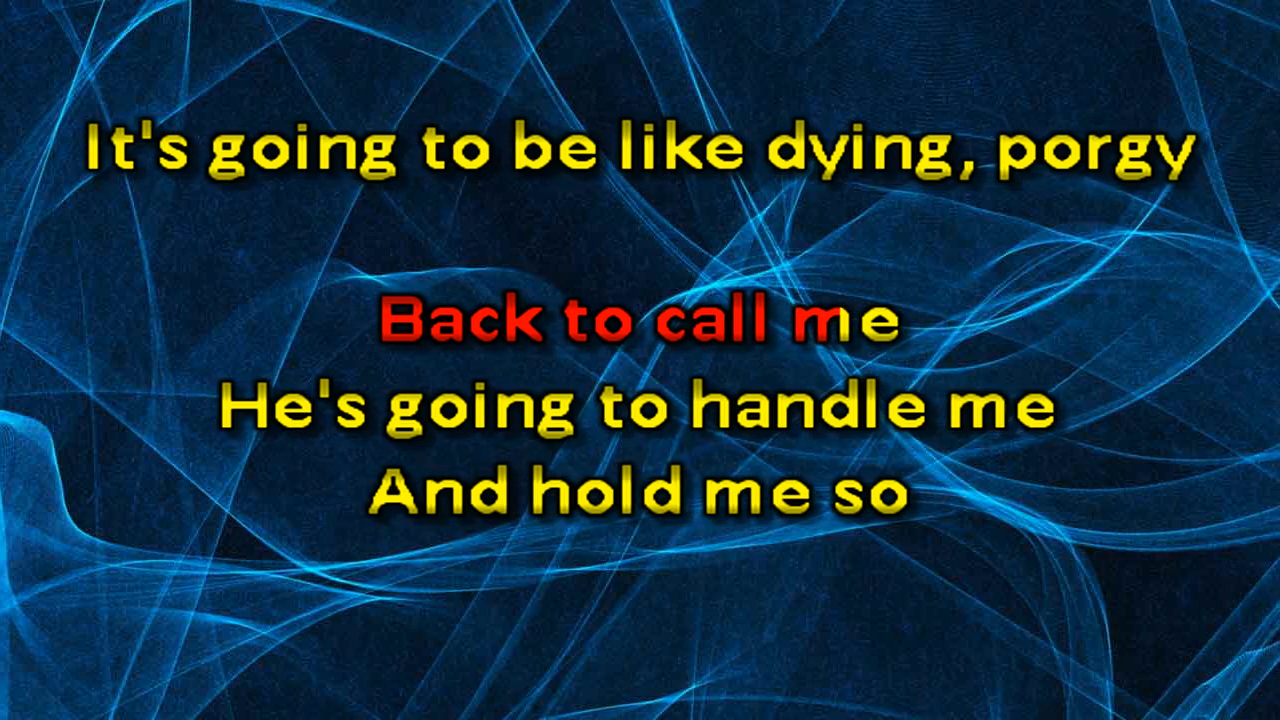 It's going to be like dying, porgy
Back to call me
He's going to handle me
And hold me so